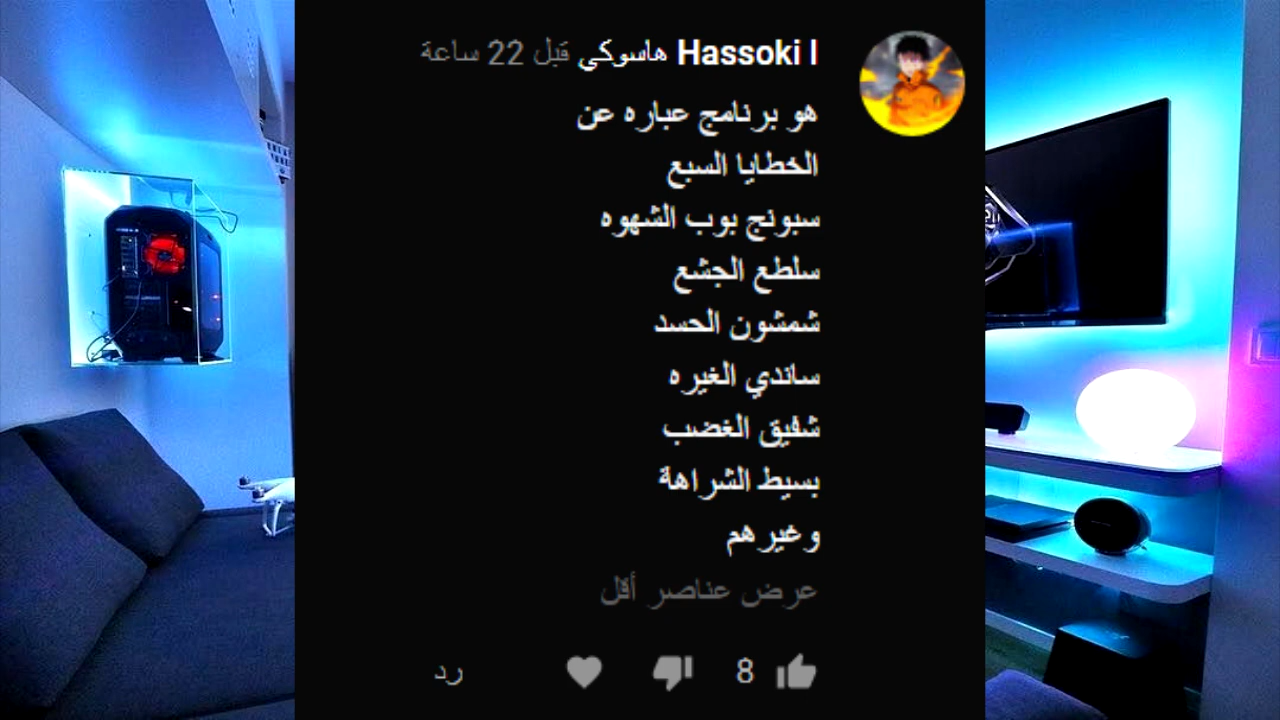 Hassoki I هاسوكي قبل 22 ساعة
هو برنامج عباره عن
الخطايا السبع
سبونج بوب الشهوه
سلطع الجشع
شمشون الحسد
ساندي الغيره
شفيق الغضب
بسيط الشراهة
وغيرهم
عرض عناصر أقل
8
رد